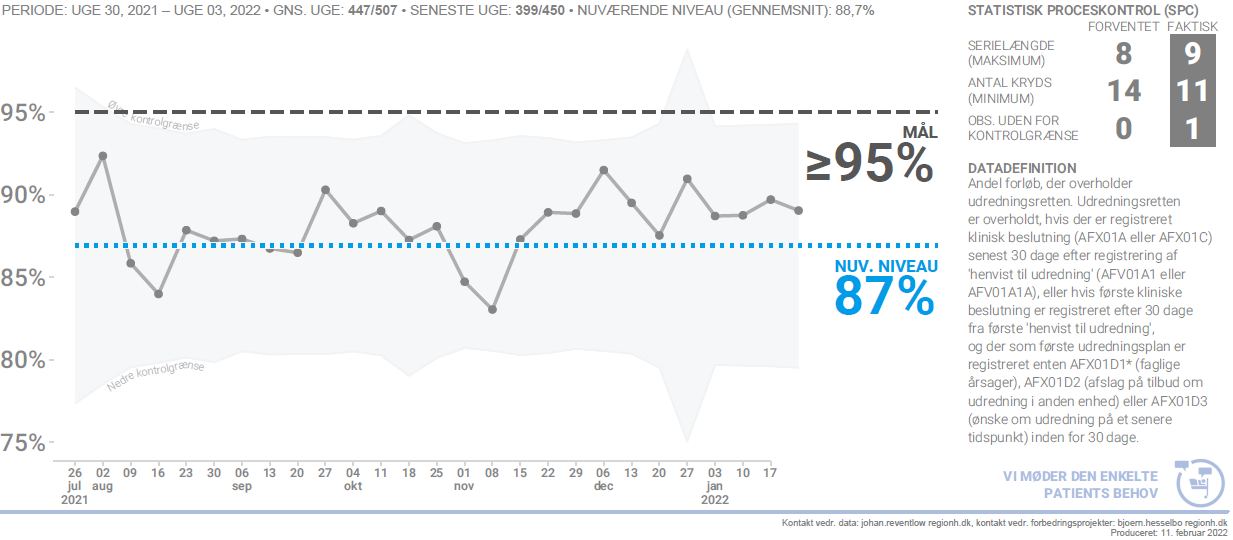 PERIODE: UGE 30, 2021 – UGE 03, 2022 • GNS. UGE: 447/507 • SENESTE UGE: 399/450 • NUVÆRENDE NIVEAU (GENNEMSNIT): 88,7%
95%
90%
85%
80%
75%
Øvre kontrolgrænse
Nedre kontrolgrænse
MÅL
≥95%
NUV. NIVEAU
87%
26 02 09 16 23 30 06 13 20 27 04 11 18 25 01 08 15 22 29 06 13 20 27 03 10 17
jul aug sep okt nov dec jan
2021 2022
STATISTISK PROCESKONTROL (SPC)
FORVENTET FAKTISK
SERIELÆNGDE
(MAKSIMUM) 8 9
ANTAL KRYDS
(MINIMUM) 14 11
OBS. UDEN FOR
KONTROLGRÆNSE 0 1
DATADEFINITION
Andel forløb, der overholder
udredningsretten. Udredningsretten
er overholdt, hvis der er registreret
klinisk beslutning (AFX01A eller AFX01C)
senest 30 dage efter registrering af
'henvist til udredning' (AFV01A1 eller
AFV01A1A), eller hvis første kliniske
beslutning er registreret efter 30 dage
fra første 'henvist til udredning',
og der som første udredningsplan er
registreret enten AFX01D1* (faglige
årsager), AFX01D2 (afslag på tilbud om
udredning i anden enhed) eller AFX01D3
(ønske om udredning på et senere
tidspunkt) inden for 30 dage.
VI MØDER DEN ENKELTE
PATIENTS BEHOV
Kontakt vedr. data: johan.reventlow regionh.dk, kontakt vedr. forbedringsprojekter: bjoern.hesselbo regionh.dk
Produceret: 11. februar 2022